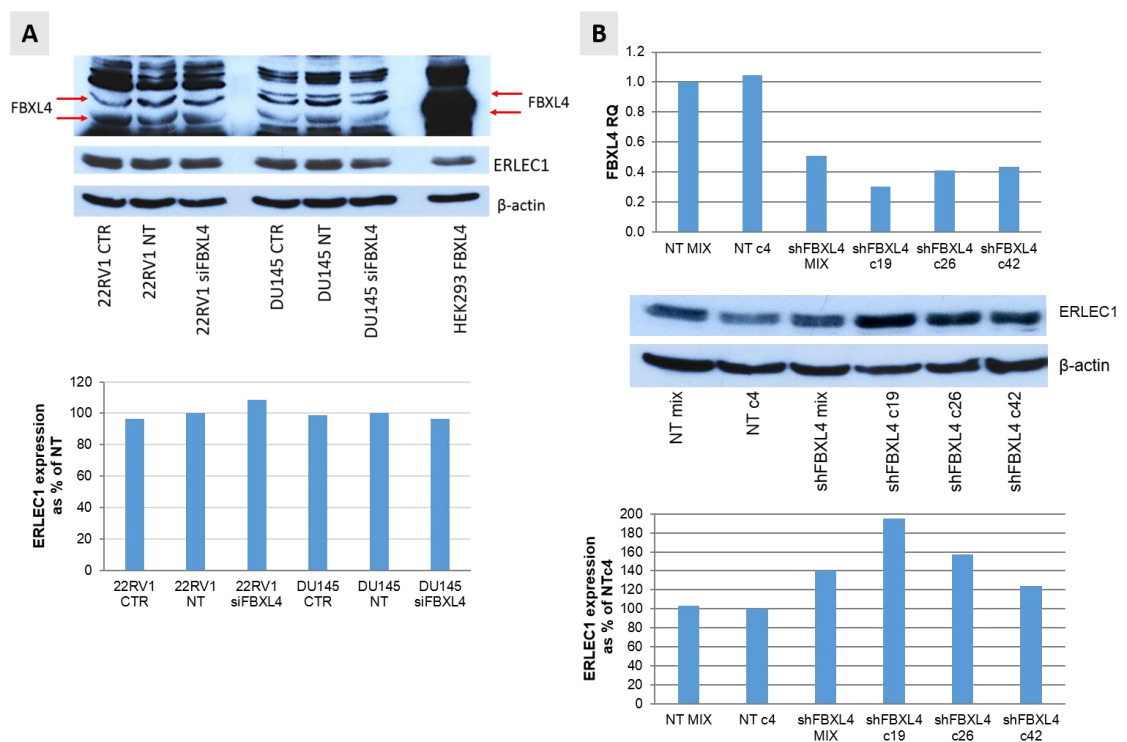 A
FBXL4
FBXL4
ERLEC1
β-actin
22RV1 CTR
22RV1 NT
22RV1 siFBXL4
DU145 CTR
DU145 NT
DU145 siFBXL4
HEK293 FBXL4
ERLEC1 expression
as % of NT
120
100
80
60
40
20
0
22RV1
CTR
22RV1
NT
22RV1
siFBXL4
DU145
CTR
DU145
NT
DU145
siFBXL4
B
FBXL4 RQ
1.2
1.0
0.8
0.6
0.4
0.2
0.0
NT MIX
NT c4
shFBXL4
MIX
shFBXL4
c19
shFBXL4
c26
shFBXL4
c42
ERLEC1
β-actin
NT mix
NT c4
shFBXL4 mix
shFBXL4 c19
shFBXL4 c26
shFBXL4 c42
ERLEC1 expression
as % of NTc4
200
180
160
140
120
100
80
60
40
20
0
NT MIX
NT c4
shFBXL4
MIX
shFBXL4
c19
shFBXL4
c26
shFBXL4
c42